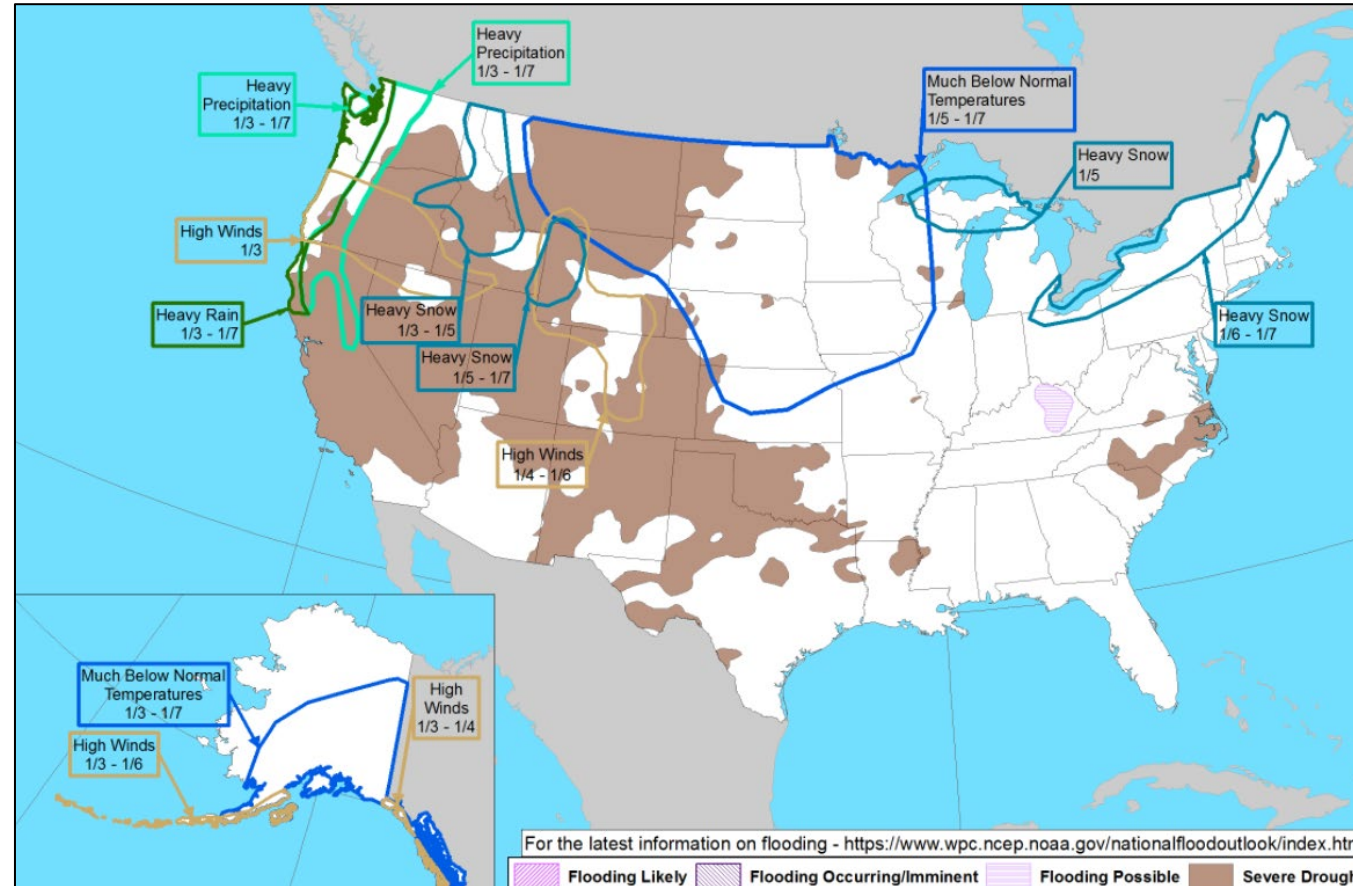 Heavy
Precipitation
1/3 - 1/7
Heavy
Precipitation
1/3 - 1/7
Much Below Normal
Temperatures
1/5 - 1/7
Heavy Snow
1/5
High Winds
1/3
Heavy Rain
1/3 - 1/7
Heavy Snow
1/3 - 1/5
Heavy Snow
1/5 - 1/7
Heavy Snow
1/6 - 1/7
High Winds
1/4 - 1/6
Much Below Normal
Temperatures
1/3 - 1/7
High
Winds
1/3 - 1/4
High Winds
1/3 - 1/6
For the latest information on flooding - https://www.wpc.ncep.noaa.gov/nationalfloodoutlook/index.htm
Flooding Likely Flooding Occurring/Imminent Flooding Possible Severe Drough